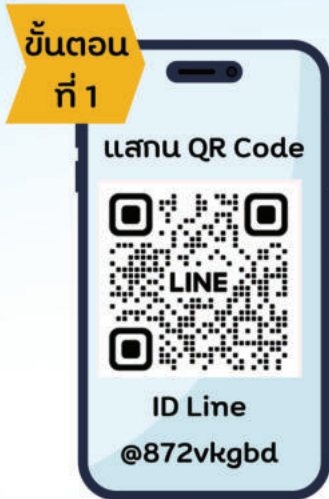 ขั้นตอน
ที่ 1
แสกน QR Code
LINE
ID Line
@872vkgbd